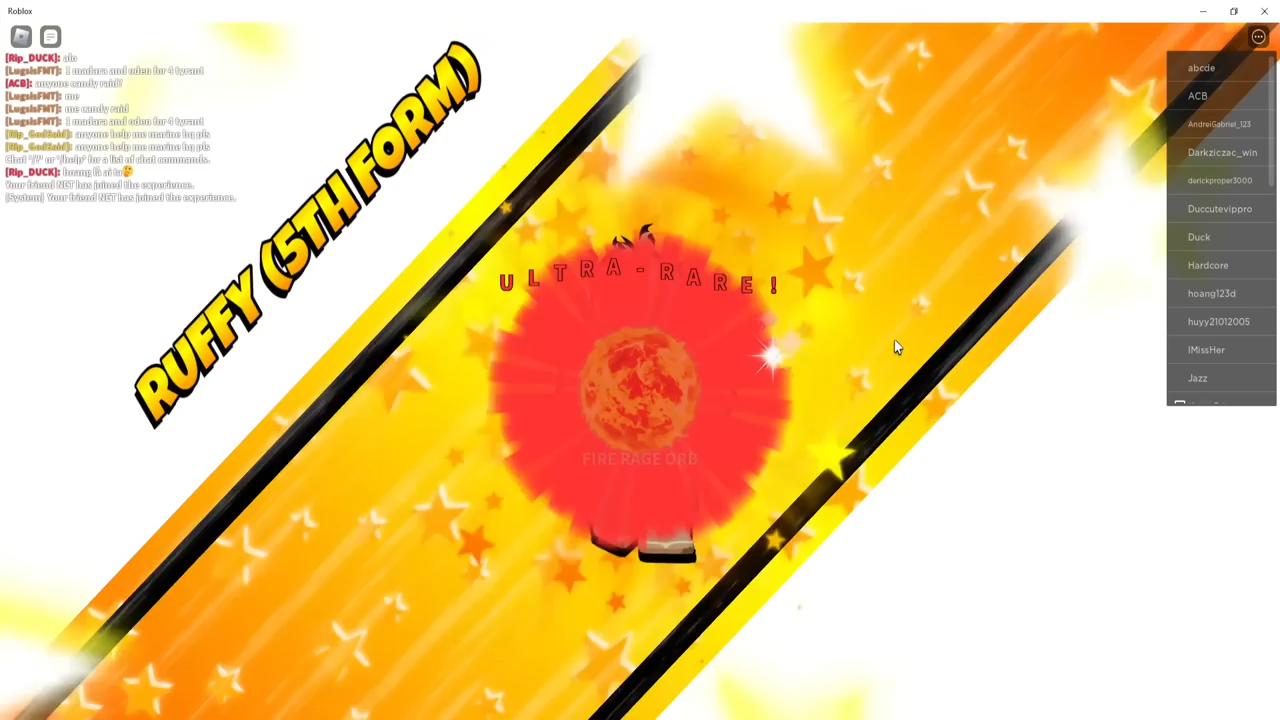 Roblox
[Rip_DUCK]: alo
[LugsisFMT]: 1 madara and oden for 4 tyrant
[ACB]: anyone candy raid?
[LugsisFMT]: me
[LugsisFMT]: me candy raid
[LugsisFMT]: 1 madara and oden for 4 tyrant
[Rip_GodGoid]: anyone help me marine hq pls
[Rip_GodGoid]: anyone help me marine hq pls
Chat '/?' or '/help' for a list of chat commands.
[Rip_DUCK]: hoang là ai ta🤔
Your friend NET has joined the experience.
[System] Your friend NET has joined the experience.
RUFFY (5TH FORM)
ULTRA-RARE!
FIRE RAGE ORB
abcde
ACB
AndreiGabriel_123
Darkziczac_win
derickproper3000
Duccutevippro
Duck
Hardcore
hoang123d
huyy21012005
IMissHer
Jazz